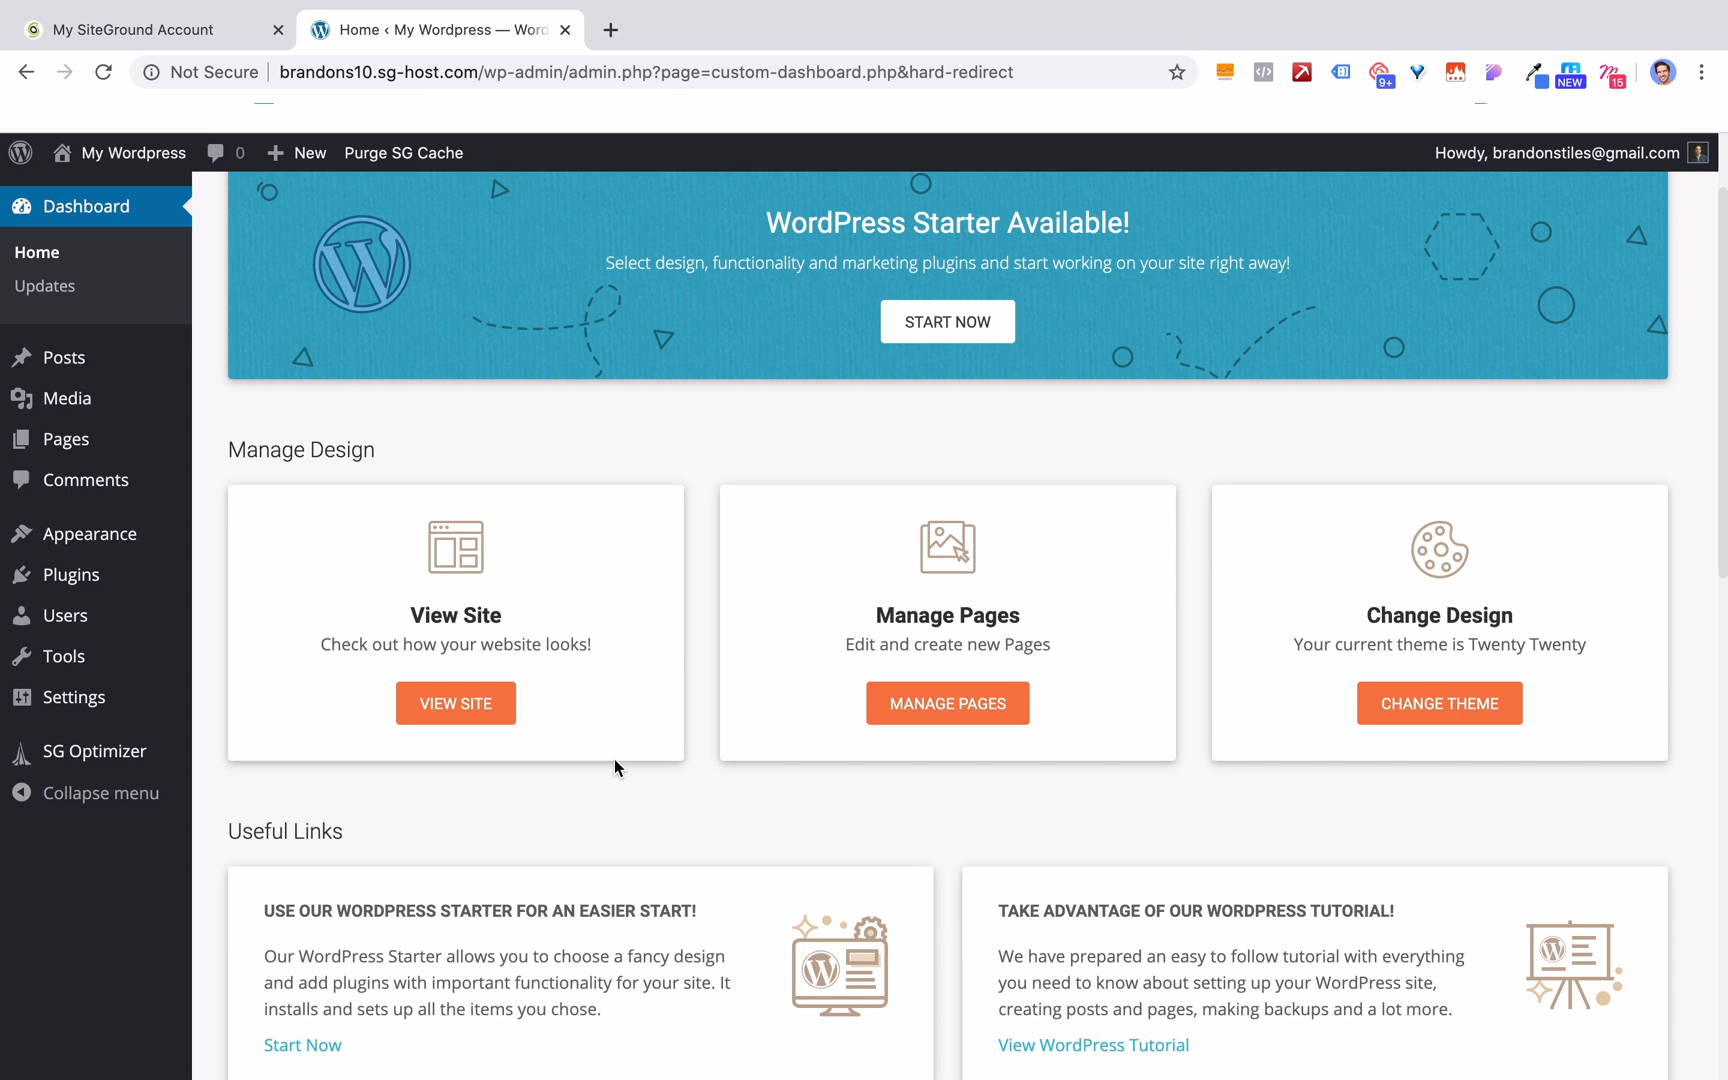 My SiteGround Account
Home ‹ My Wordpress — Word
Not Secure
brandons10.sg-host.com/wp-admin/admin.php?page=custom-dashboard.php&hard-redirect
9+
NEW
15
My Wordpress
0
New
Purge SG Cache
Howdy, brandonstiles@gmail.com
Dashboard
Home
Updates
Posts
Media
Pages
Comments
Appearance
Plugins
Users
Tools
Settings
SG Optimizer
Collapse menu
WordPress Starter Available!
Select design, functionality and marketing plugins and start working on your site right away!
START NOW
Manage Design
View Site
Check out how your website looks!
VIEW SITE
Manage Pages
Edit and create new Pages
MANAGE PAGES
Change Design
Your current theme is Twenty Twenty
CHANGE THEME
Useful Links
USE OUR WORDPRESS STARTER FOR AN EASIER START!
Our WordPress Starter allows you to choose a fancy design
and add plugins with important functionality for your site. It
installs and sets up all the items you chose.
Start Now
TAKE ADVANTAGE OF OUR WORDPRESS TUTORIAL!
We have prepared an easy to follow tutorial with everything
you need to know about setting up your WordPress site,
creating posts and pages, making backups and a lot more.
View WordPress Tutorial